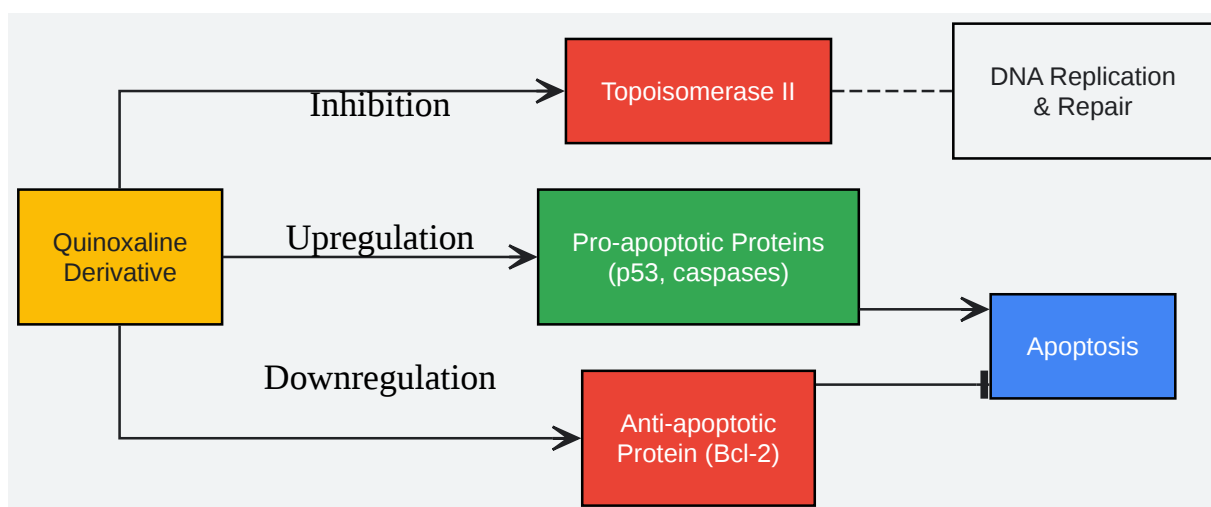 Inhibition
Topoisomerase II
DNA Replication
& Repair
Quinoxaline
Derivative
Upregulation
Pro-apoptotic Proteins
(p53, caspases)
Apoptosis
Downregulation
Anti-apoptotic
Protein (Bcl-2)